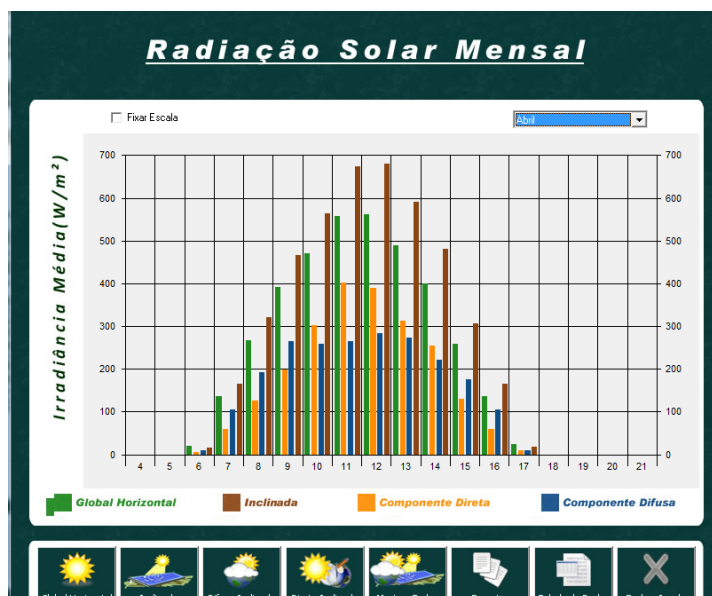 Radiação Solar Mensal
Fixar Escala
Abril
Irradiância Média(W/m²)
700 700
600 600
500 500
400 400
300 300
200 200
100 100
0 0
4 5 6 7 8 9 10 11 12 13 14 15 16 17 18 19 20 21
Global Horizontal Inclinada Componente Direta Componente Difusa